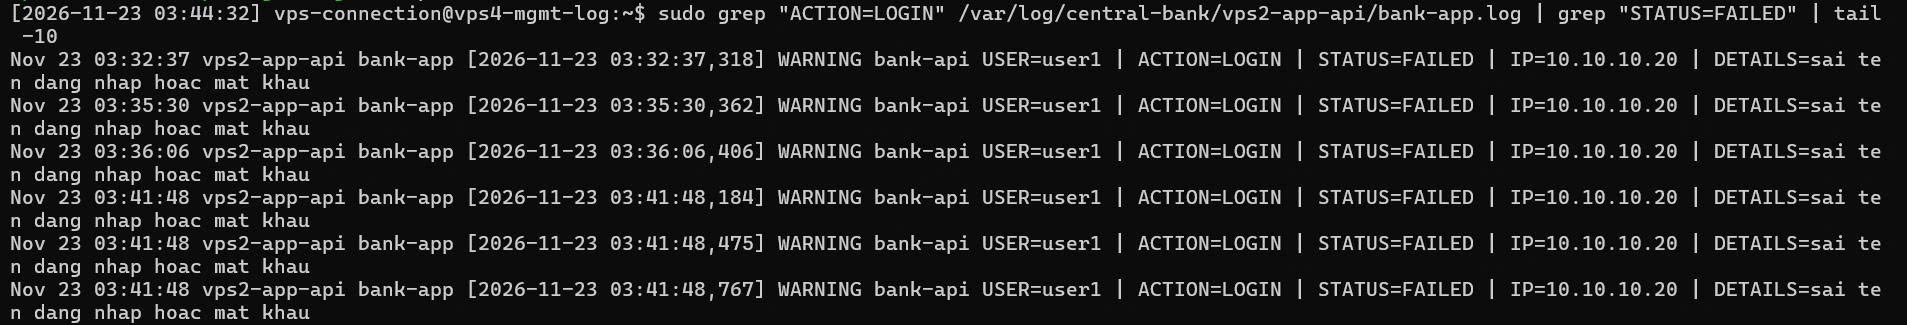 [2026-11-23 03:44:32] vps-connection@vps4-mgmt-log:~$ sudo grep "ACTION=LOGIN" /var/log/central-bank/vps2-app-api/bank-app.log | grep "STATUS=FAILED" | tail
-10
Nov 23 03:32:37 vps2-app-api bank-app [2026-11-23 03:32:37,318] WARNING bank-api USER=user1 | ACTION=LOGIN | STATUS=FAILED | IP=10.10.10.20 | DETAILS=sai te
n dang nhap hoac mat khau
Nov 23 03:35:30 vps2-app-api bank-app [2026-11-23 03:35:30,362] WARNING bank-api USER=user1 | ACTION=LOGIN | STATUS=FAILED | IP=10.10.10.20 | DETAILS=sai te
n dang nhap hoac mat khau
Nov 23 03:36:06 vps2-app-api bank-app [2026-11-23 03:36:06,406] WARNING bank-api USER=user1 | ACTION=LOGIN | STATUS=FAILED | IP=10.10.10.20 | DETAILS=sai te
n dang nhap hoac mat khau
Nov 23 03:41:48 vps2-app-api bank-app [2026-11-23 03:41:48,184] WARNING bank-api USER=user1 | ACTION=LOGIN | STATUS=FAILED | IP=10.10.10.20 | DETAILS=sai te
n dang nhap hoac mat khau
Nov 23 03:41:48 vps2-app-api bank-app [2026-11-23 03:41:48,475] WARNING bank-api USER=user1 | ACTION=LOGIN | STATUS=FAILED | IP=10.10.10.20 | DETAILS=sai te
n dang nhap hoac mat khau
Nov 23 03:41:48 vps2-app-api bank-app [2026-11-23 03:41:48,767] WARNING bank-api USER=user1 | ACTION=LOGIN | STATUS=FAILED | IP=10.10.10.20 | DETAILS=sai te
n dang nhap hoac mat khau